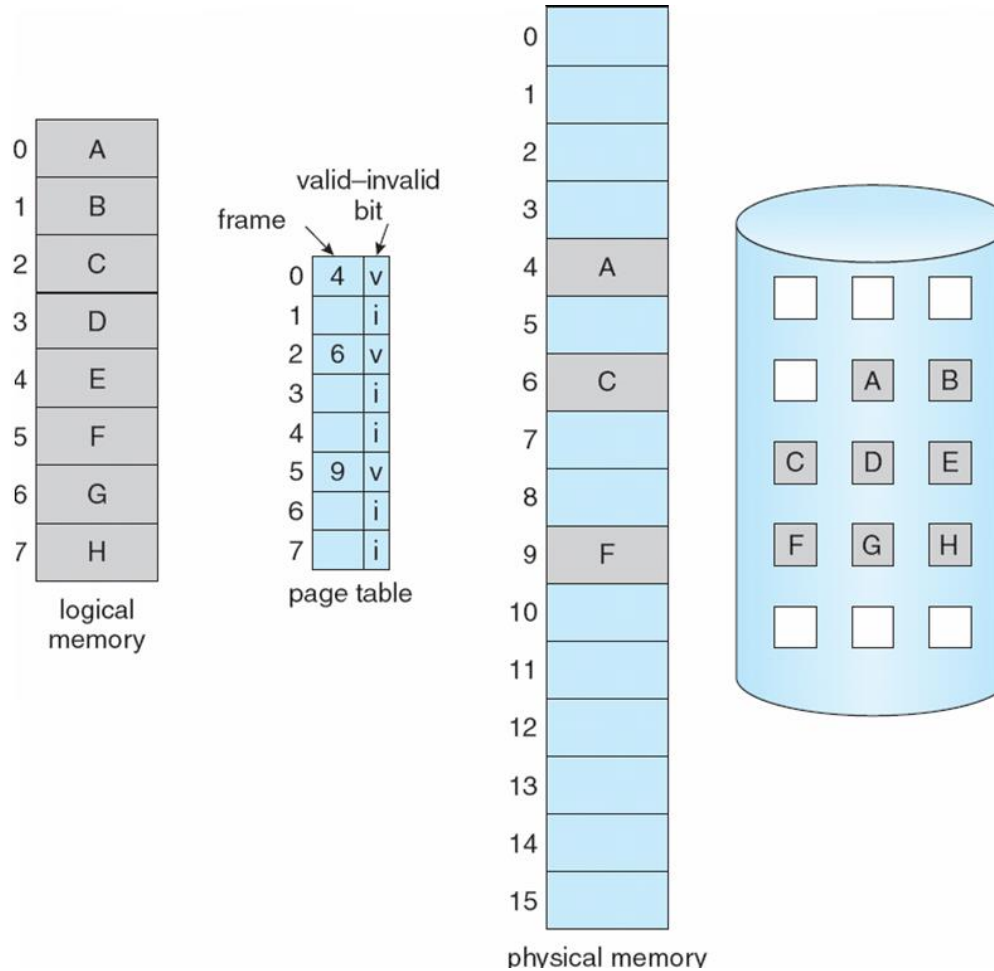 0 A
1 B
2 C
3 D
4 E
5 F
6 G
7 H
logical
memory
valid–invalid
bit
frame
0 4 v
1 i
2 6 v
3 i
4 i
5 9 v
6 i
7 i
page table
0
1
2
3
4 A
5
6 C
7
8
9 F
10
11
12
13
14
15
physical memory
A B
C D E
F G H